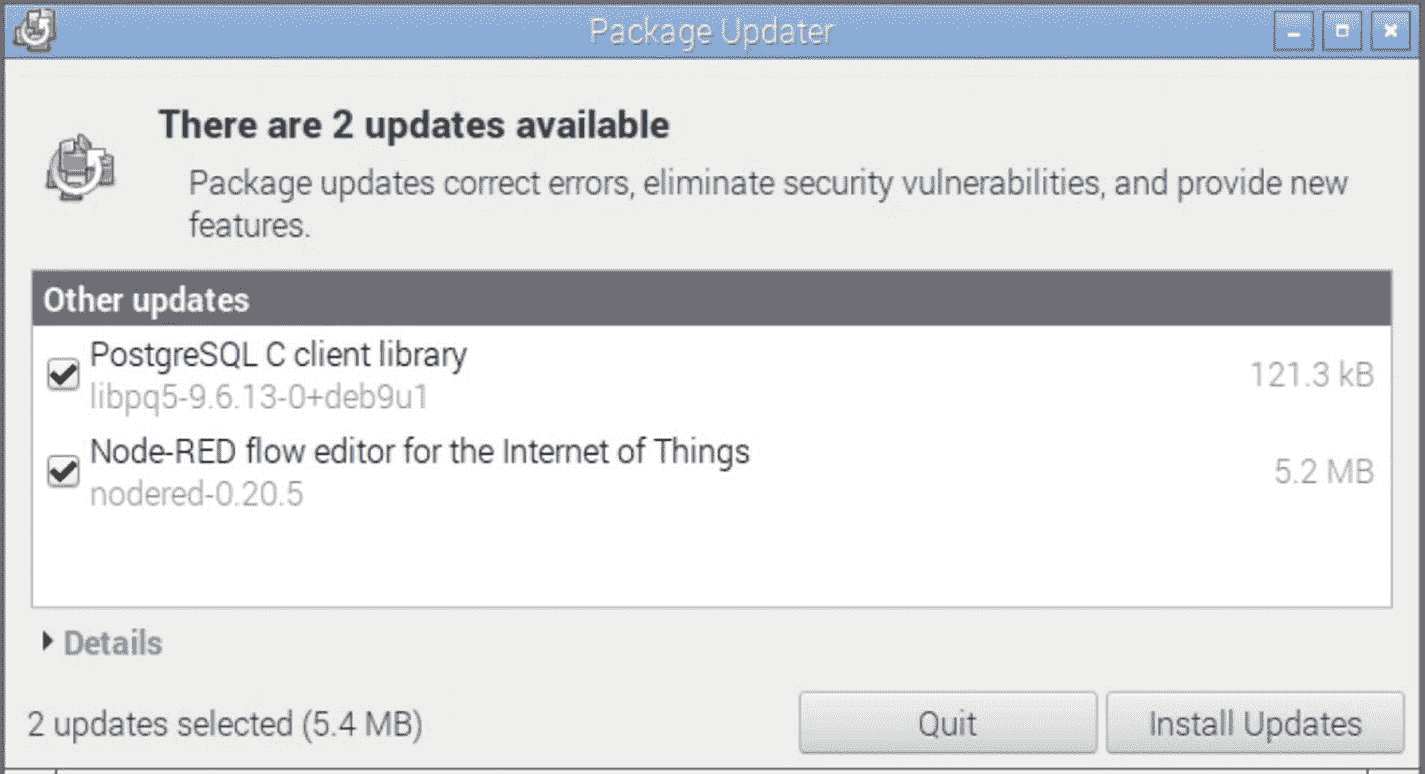 Package Updater
There are 2 updates available
Package updates correct errors, eliminate security vulnerabilities, and provide new
features.
Other updates
PostgreSQL C client library
libpq5-9.6.13-0+deb9u1
121.3 kB
Node-RED flow editor for the Internet of Things
nodered-0.20.5
5.2 MB
Details
2 updates selected (5.4 MB)
Quit
Install Updates